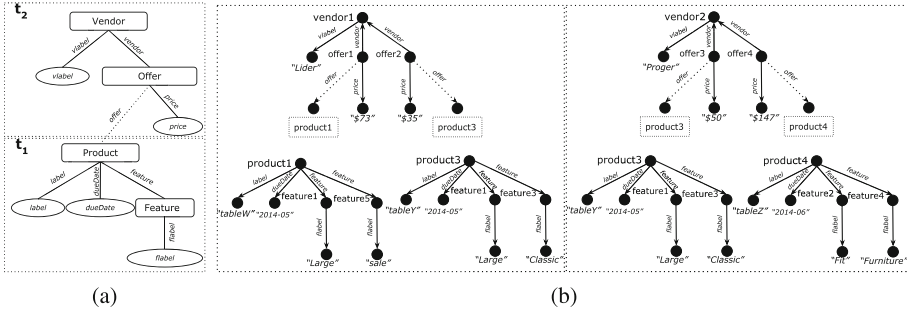 t2
Vendor
vlabel
vendor
vlabel
Offer
offer
price
price
t1
Product
label
dueDate
feature
label
dueDate
Feature
flabel
flabel
(a)
vendor1
vlabel
vendor
vendor
"Lider"
offer1
offer2
offer
price
price
offer
product1
"$73"
"$35"
product3
product1
label
dueDate
feature
feature
feature1
feature5
"tableW"
"2014-05"
flabel
flabel
"Large"
"sale"
product3
label
dueDate
feature
feature
feature1
feature3
"tableY"
"2014-05"
flabel
flabel
"Large"
"Classic"
vendor2
vlabel
vendor
vendor
"Proger"
offer3
offer4
offer
price
price
offer
product3
"$50"
"$147"
product4
product3
label
dueDate
feature
feature
feature1
feature3
"tableY"
"2014-05"
flabel
flabel
"Large"
"Classic"
product4
label
dueDate
feature
feature
feature2
feature4
"tableZ"
"2014-06"
flabel
flabel
"Fit"
"Furniture"
(b)